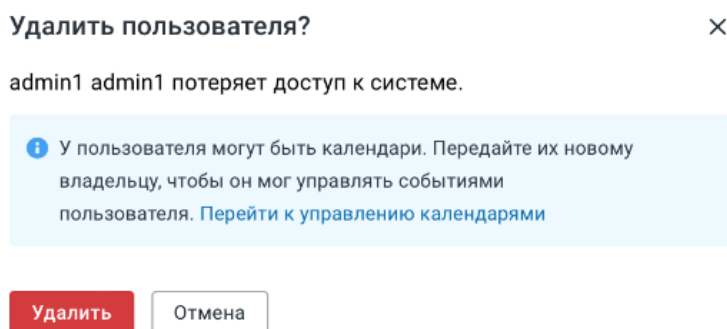 Удалить пользователя?
admin1 admin1 потеряет доступ к системе.
У пользователя могут быть календари. Передайте их новому
владельцу, чтобы он мог управлять событиями
пользователя. Перейти к управлению календарями
Удалить Отмена